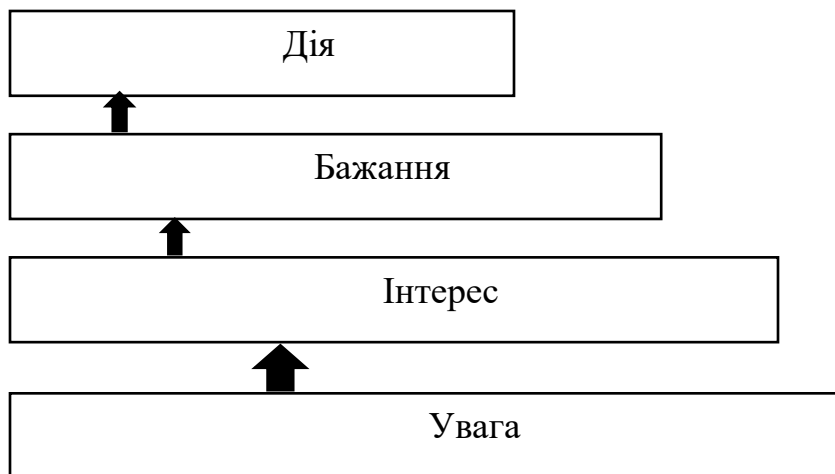 Дія
Бажання
Інтерес
Увага